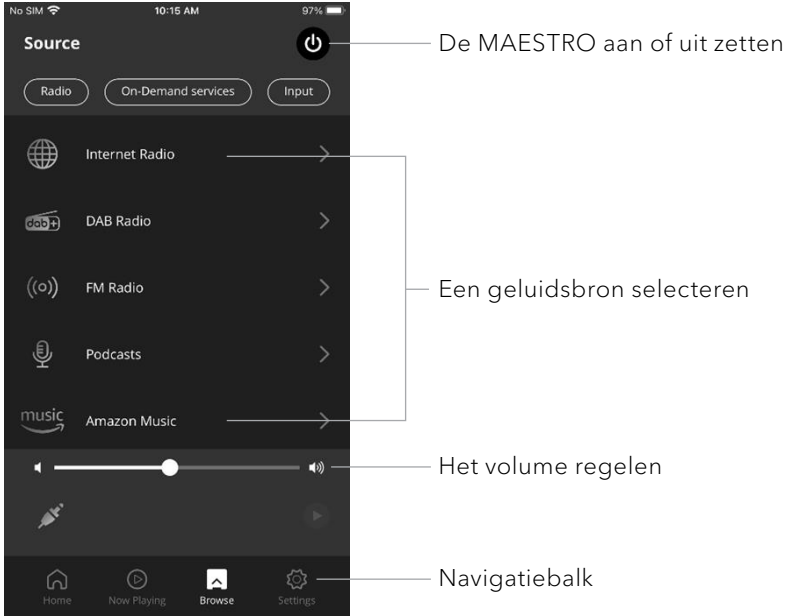 No SIM 10:15 AM 97%
Source
De MAESTRO aan of uit zetten
Radio On-Demand services Input
Internet Radio
dab+ DAB Radio
Een geluidsbron selecteren
FM Radio
Podcasts
music Amazon Music
Het volume regelen
Navigatiebalk
Home Now Playing Browse Settings